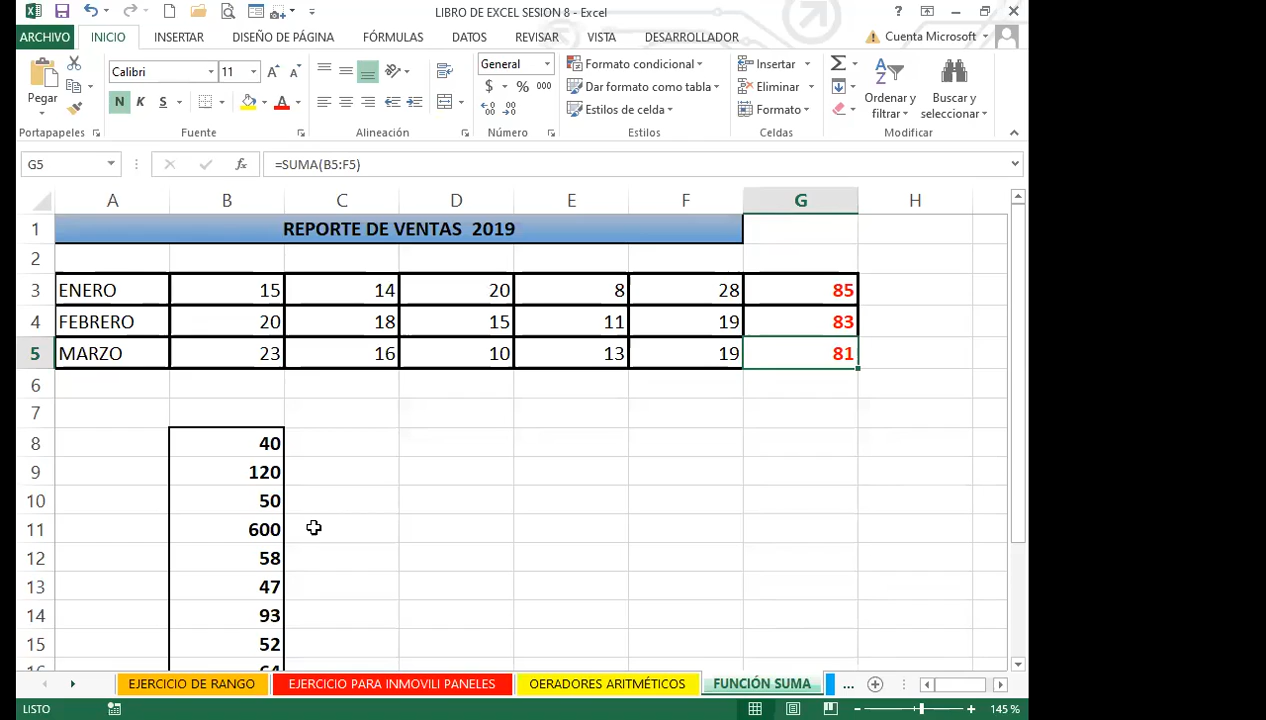 LIBRO DE EXCEL SESION 8 - Excel
ARCHIVO INICIO INSERTAR DISEÑO DE PÁGINA FÓRMULAS DATOS REVISAR VISTA DESARROLLADOR Cuenta Microsoft
Calibri 11 General Formato condicional Insertar
Pegar N K S $ % 000 Dar formato como tabla Eliminar Ordenar y filtrar Buscar y seleccionar
Estilos de celda Formato
Portapapeles Fuente Alineación Número Estilos Celdas Modificar
G5 fx =SUMA(B5:F5)
A B C D E F G H
1 REPORTE DE VENTAS 2019
2
3 ENERO 15 14 20 8 28 85
4 FEBRERO 20 18 15 11 19 83
5 MARZO 23 16 10 13 19 81
6
7
8 40
9 120
10 50
11 600
12 58
13 47
14 93
15 52
16 64
EJERCICIO DE RANGO EJERCICIO PARA INMOVILI PANELES OERADORES ARITMÉTICOS FUNCIÓN SUMA ...
LISTO 145 %